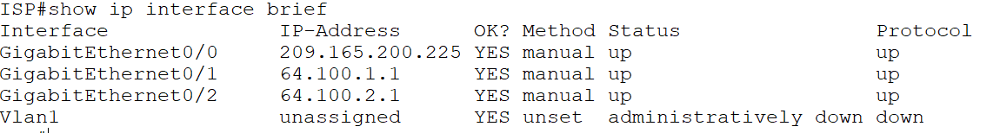 ISP#show ip interface brief
Interface IP-Address OK? Method Status Protocol
GigabitEthernet0/0 209.165.200.225 YES manual up up
GigabitEthernet0/1 64.100.1.1 YES manual up up
GigabitEthernet0/2 64.100.2.1 YES manual up up
Vlan1 unassigned YES unset administratively down down